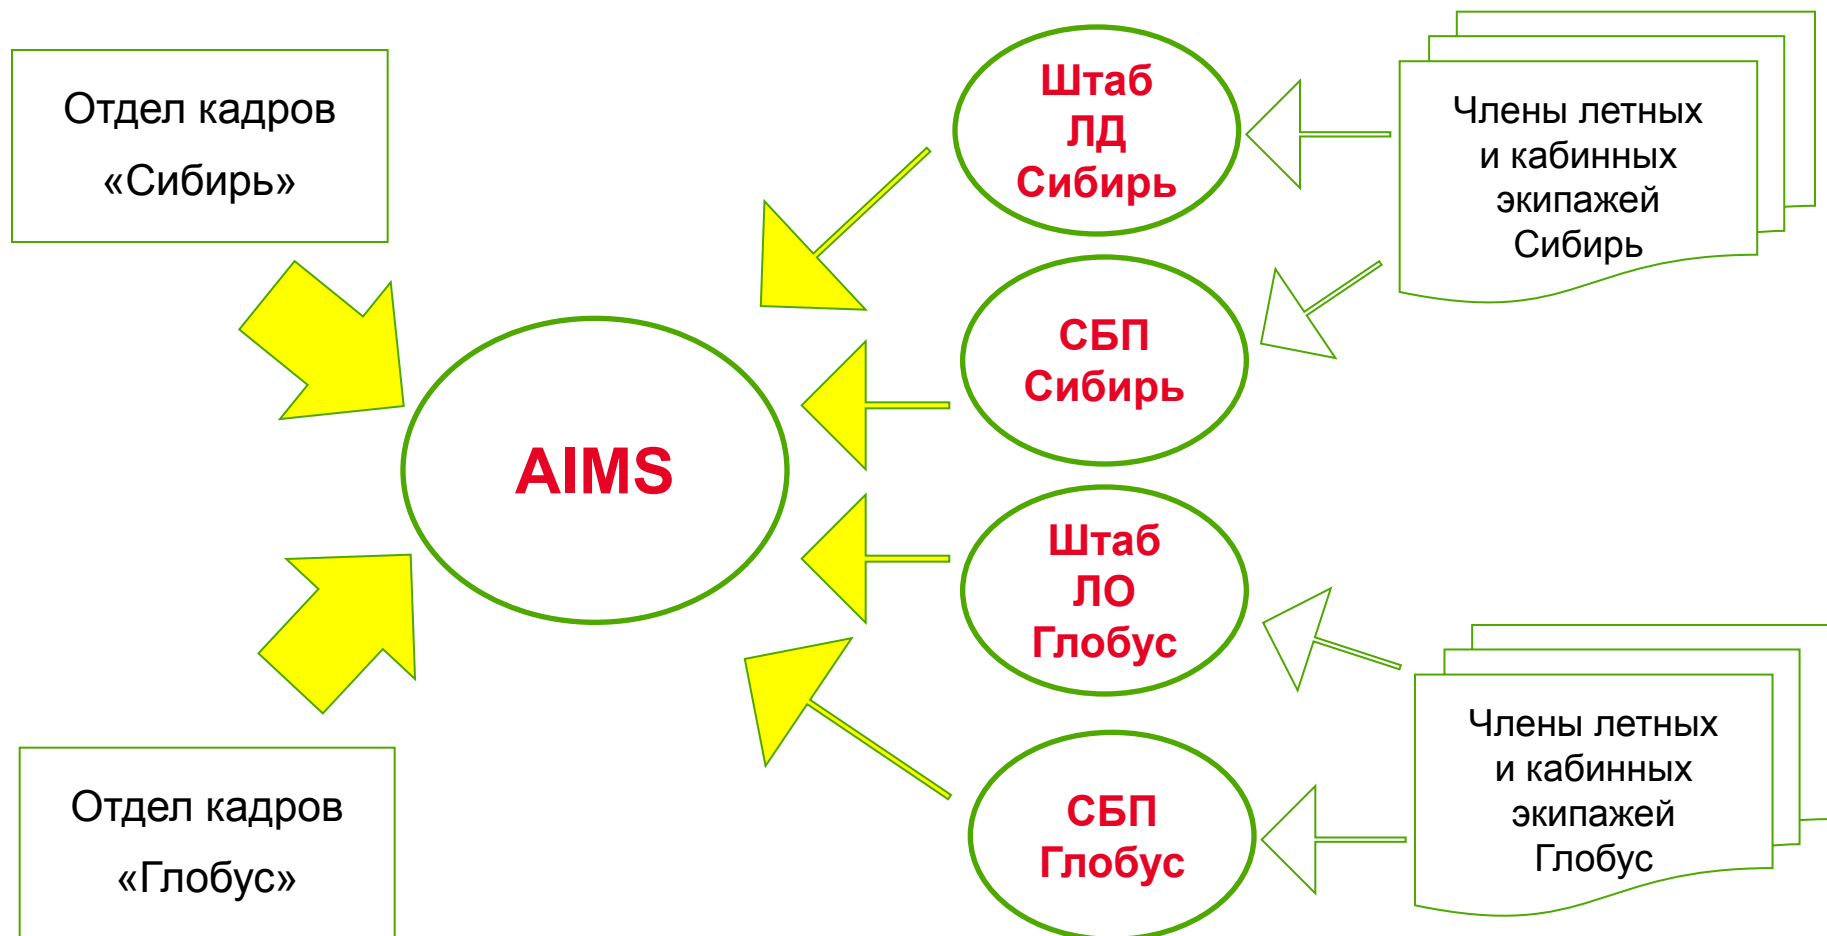 Отдел кадров
«Сибирь»
Штаб
ЛД
Сибирь
Члены летных
и кабинных
экипажей
Сибирь
СБП
Сибирь
AIMS
Штаб
ЛО
Глобус
Отдел кадров
«Глобус»
СБП
Глобус
Члены летных
и кабинных
экипажей
Глобус